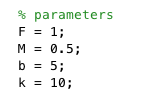 % parameters
F = 1;
M = 0.5;
b = 5;
k = 10;